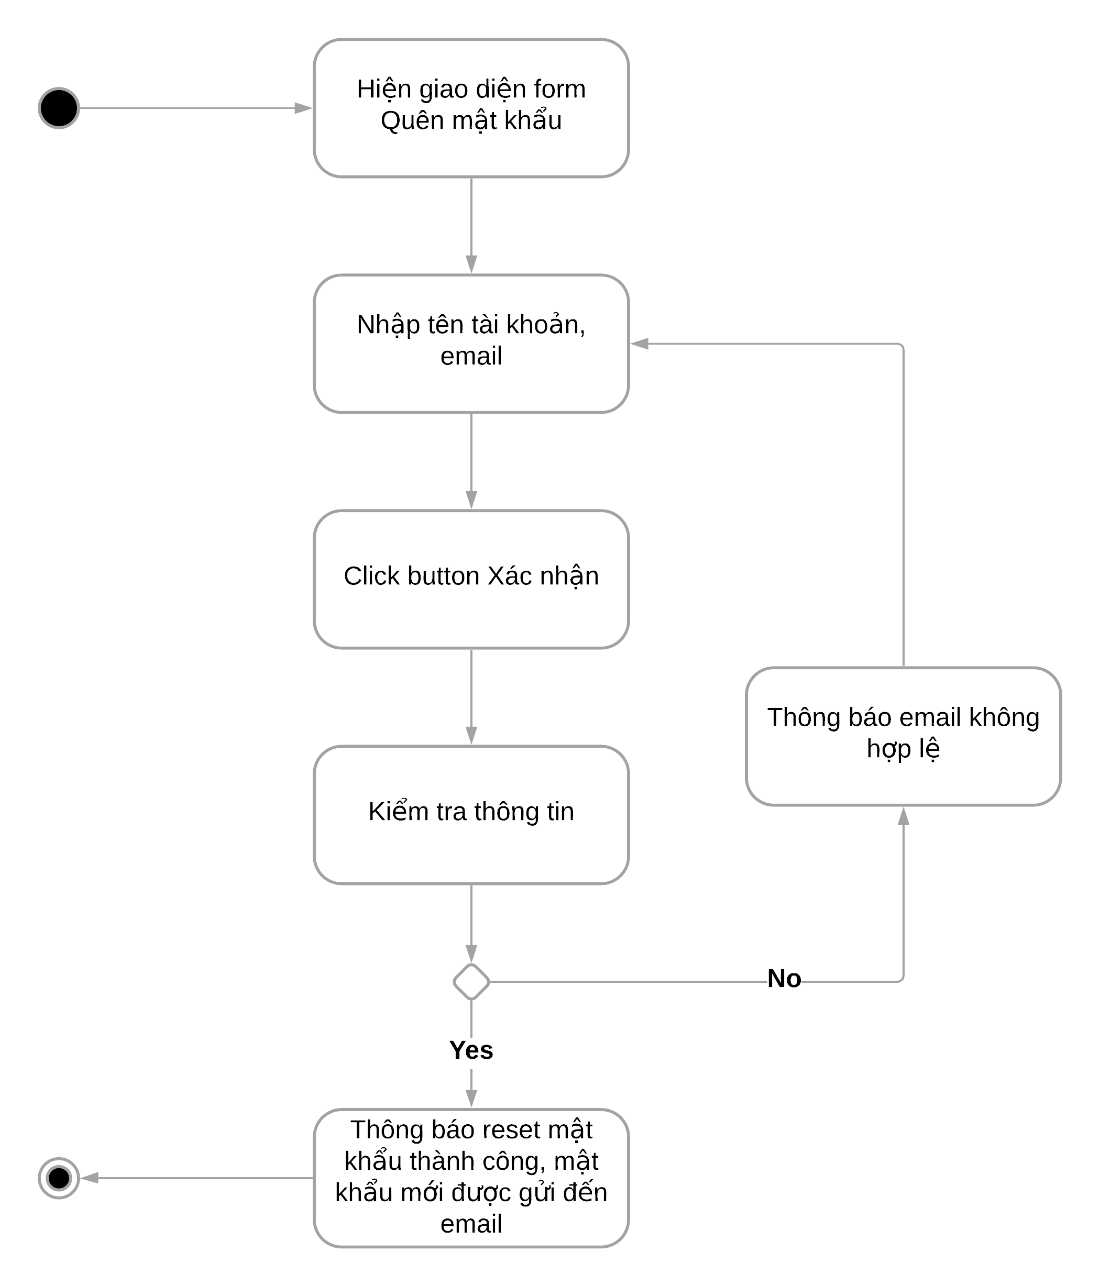 Hiện giao diện form
Quên mật khẩu
Nhập tên tài khoản,
email
Click button Xác nhận
Thông báo email không
hợp lệ
Kiểm tra thông tin
No
Yes
Thông báo reset mật
khẩu thành công, mật
khẩu mới được gửi đến
email